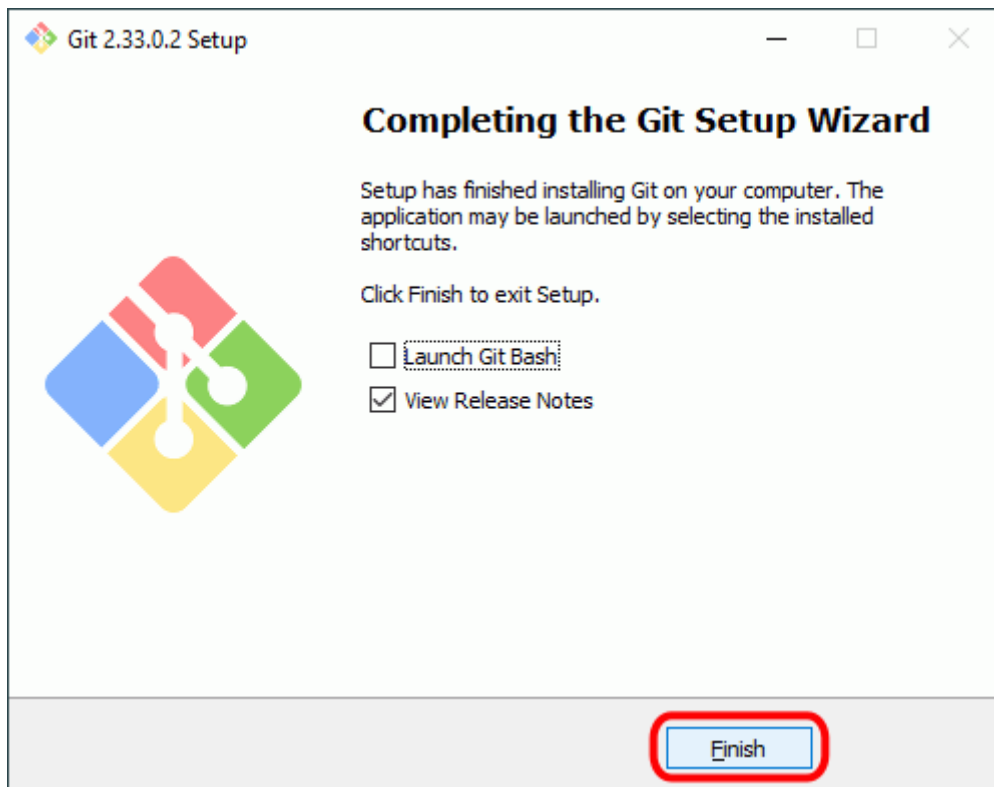 Git 2.33.0.2 Setup
Completing the Git Setup Wizard
Setup has finished installing Git on your computer. The
application may be launched by selecting the installed
shortcuts.
Click Finish to exit Setup.
Launch Git Bash
View Release Notes
Finish